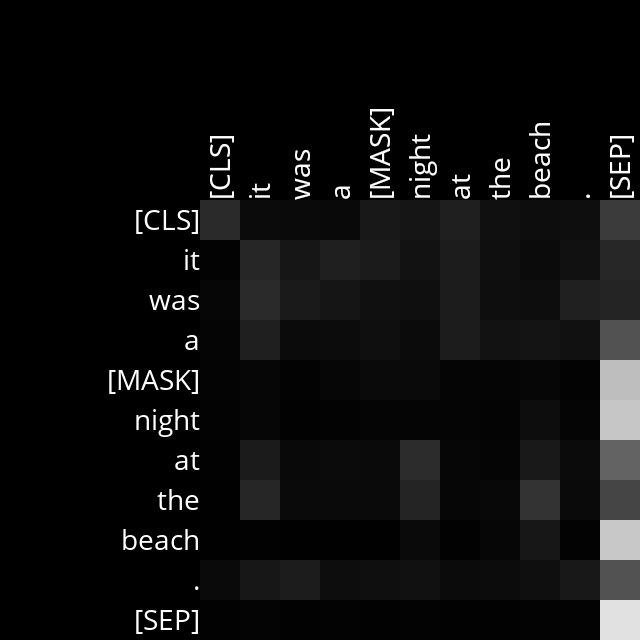 [CLS] it was a [MASK] night at the beach . [SEP]
[CLS]
it
was
a
[MASK]
night
at
the
beach
.
[SEP]